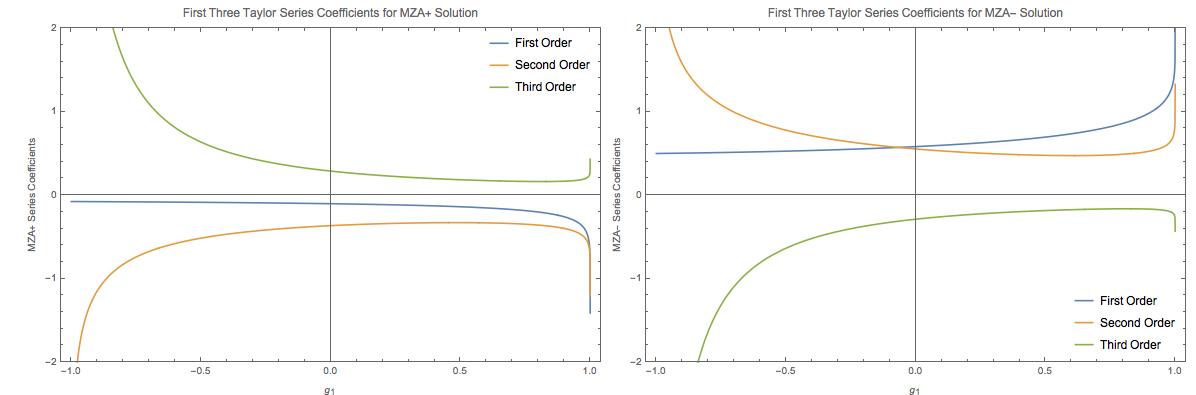 First Three Taylor Series Coefficients for MZA+ Solution
2
1
0
−1
−2
MZA+ Series Coefficients
First Order
Second Order
Third Order
−1.0
−0.5
0.0
0.5
1.0
g1
First Three Taylor Series Coefficients for MZA− Solution
2
1
0
−1
−2
MZA− Series Coefficients
First Order
Second Order
Third Order
−1.0
−0.5
0.0
0.5
1.0
g1